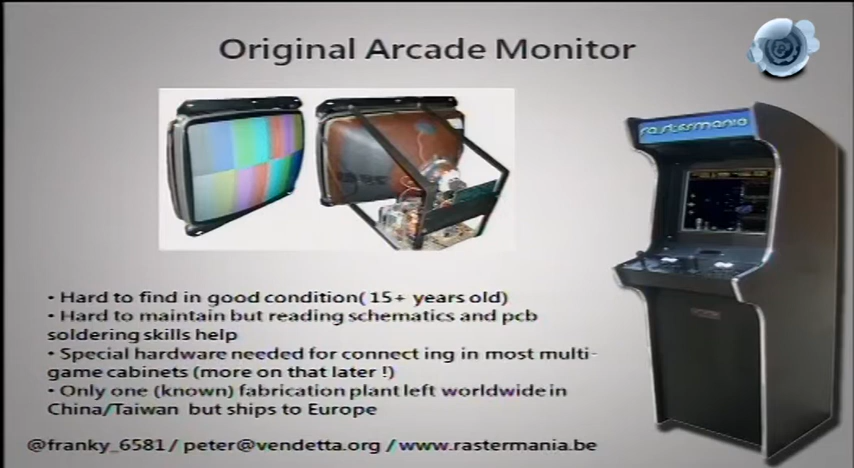 Original Arcade Monitor
rastermania
• Hard to find in good condition( 15+ years old)
• Hard to maintain but reading schematics and pcb
soldering skills help
• Special hardware needed for connect ing in most multi-
game cabinets (more on that later !)
• Only one (known) fabrication plant left worldwide in
China/Taiwan but ships to Europe
@franky_6581/ peter@vendetta.org /www.rastermania.be